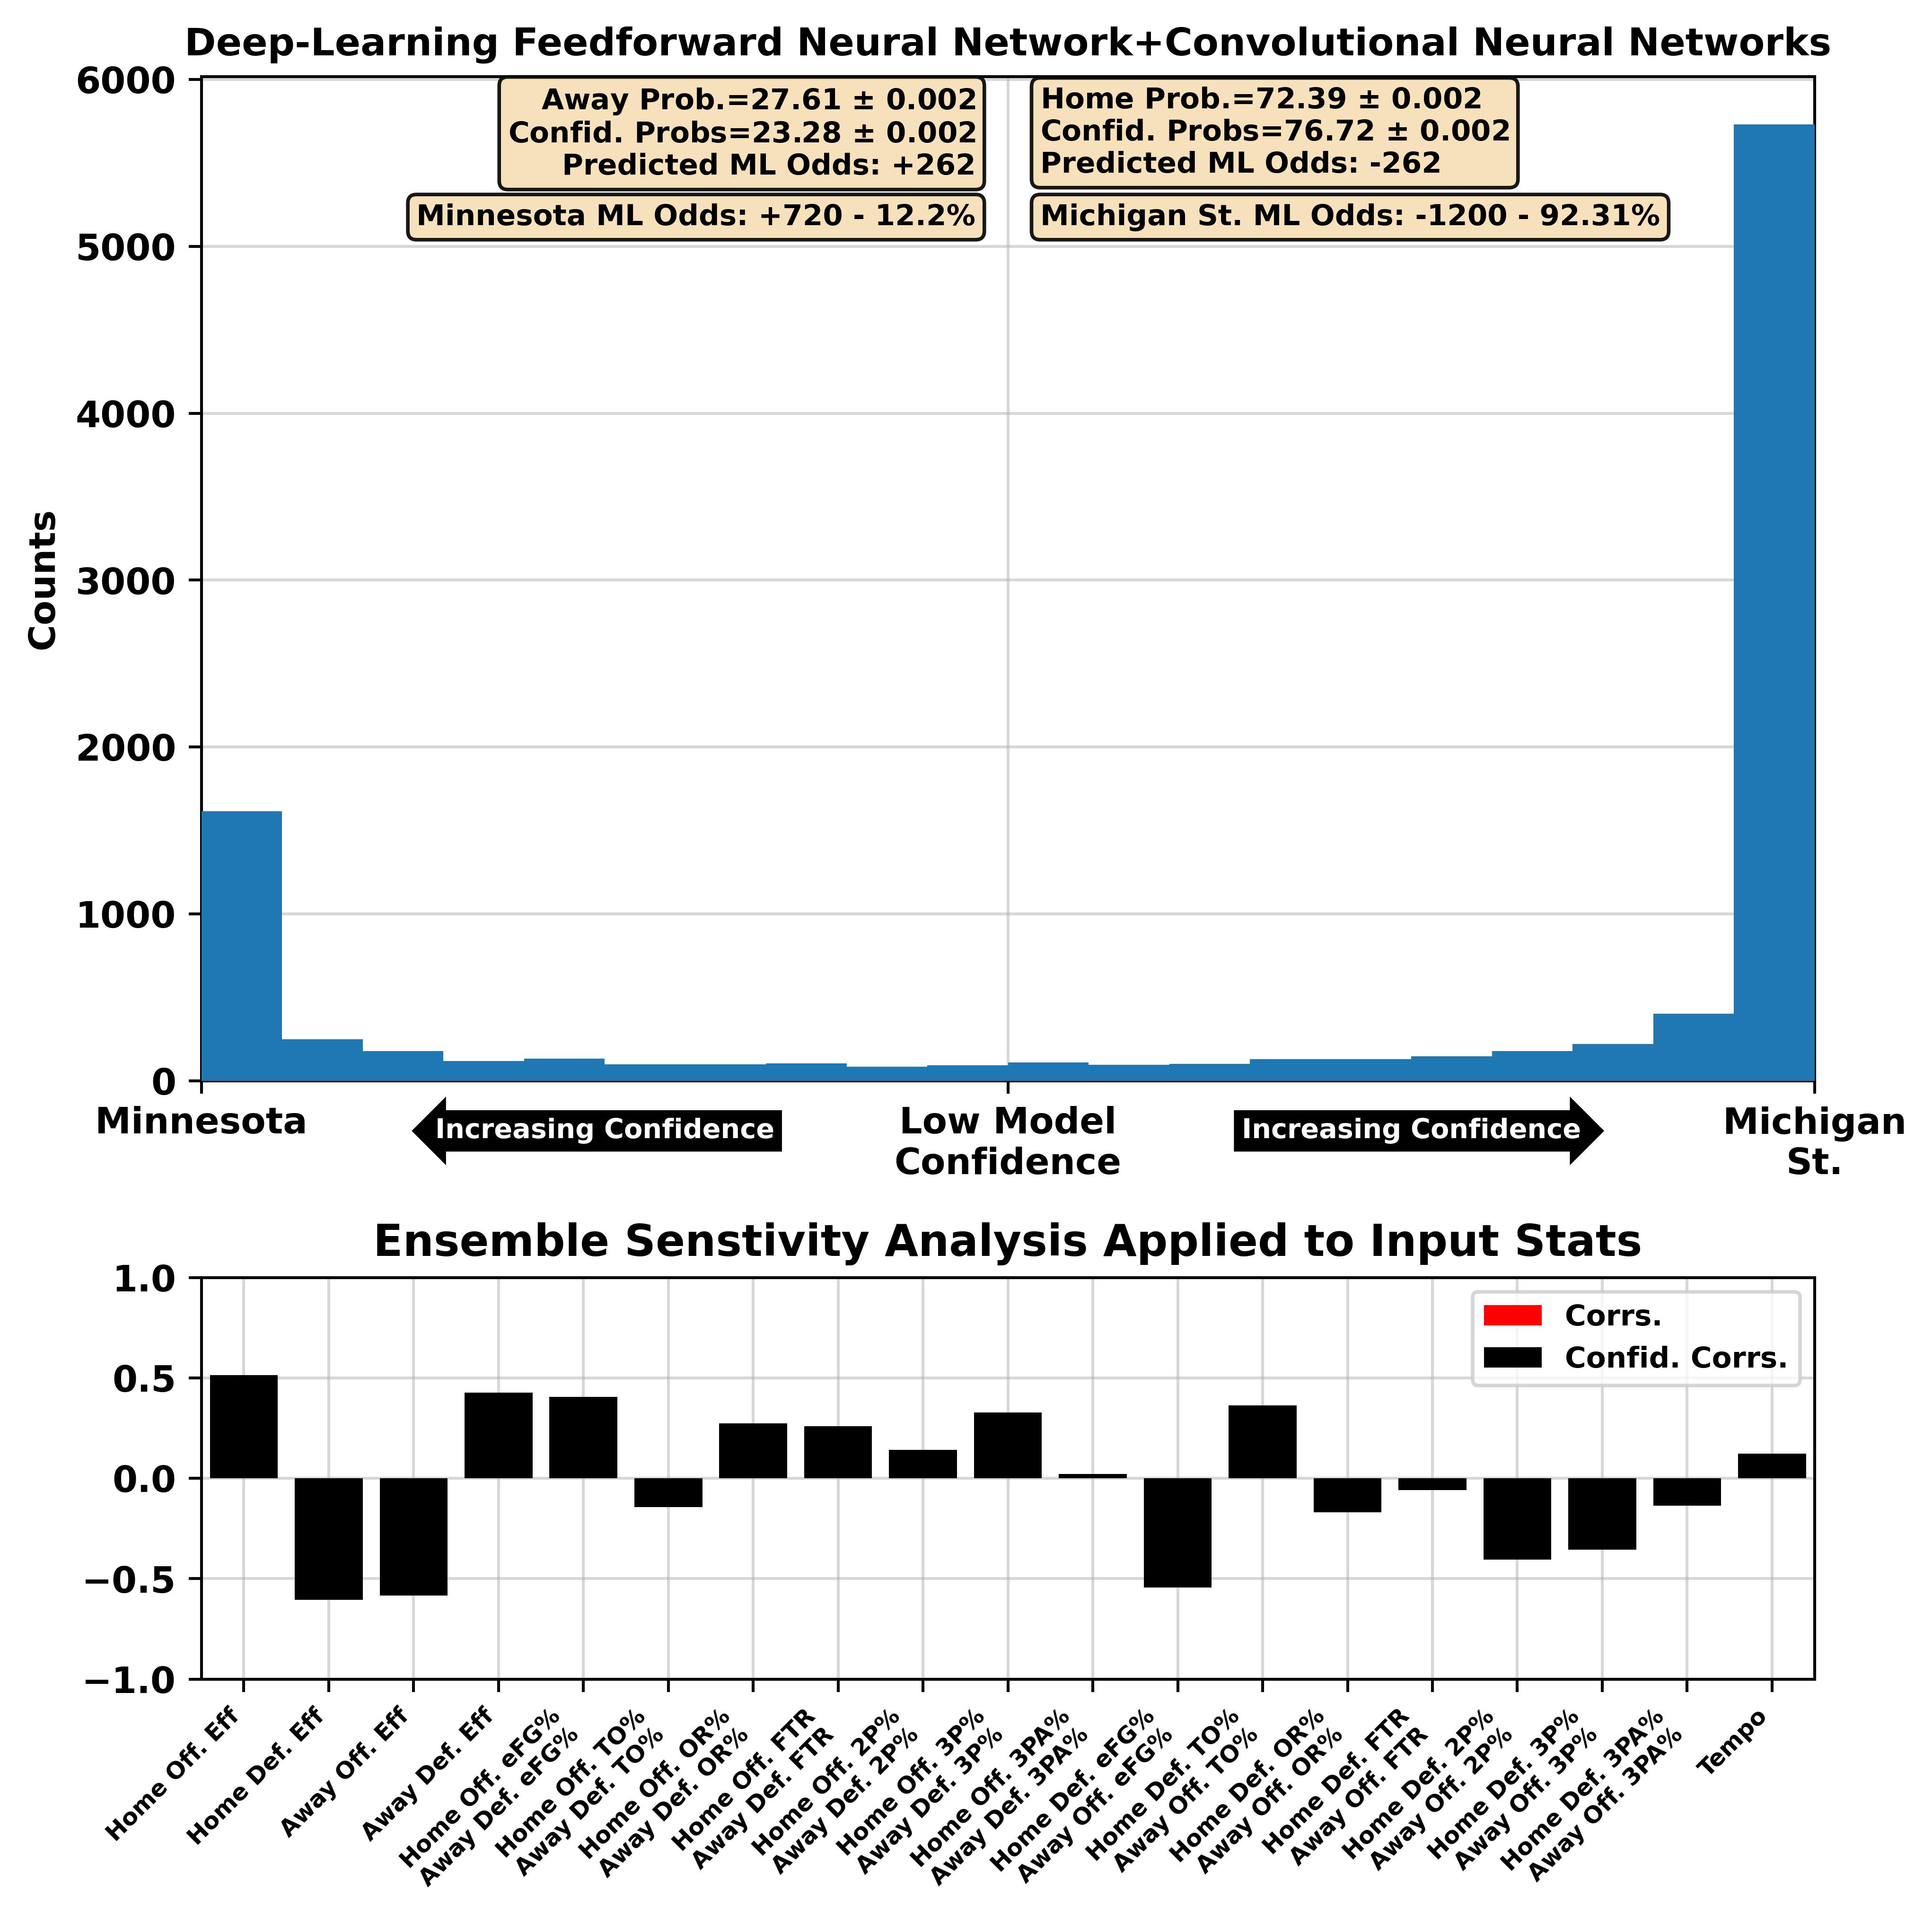 Deep-Learning Feedforward Neural Network+Convolutional Neural Networks
6000
5000
4000
3000
2000
1000
0
Counts
Away Prob.=27.61 ± 0.002
Confid. Probs=23.28 ± 0.002
Predicted ML Odds: +262
Minnesota ML Odds: +720 - 12.2%
Home Prob.=72.39 ± 0.002
Confid. Probs=76.72 ± 0.002
Predicted ML Odds: -262
Michigan St. ML Odds: -1200 - 92.31%
Minnesota
Increasing Confidence
Low Model
Confidence
Increasing Confidence
Michigan
St.
Ensemble Senstivity Analysis Applied to Input Stats
1.0
0.5
0.0
−0.5
−1.0
Corrs.
Confid. Corrs.
Home Off. Eff
Home Def. Eff
Away Off. Eff
Away Def. Eff
Home Off. eFG%
Away Def. eFG%
Home Off. TO%
Away Def. TO%
Home Off. OR%
Away Def. OR%
Home Off. FTR
Away Def. FTR
Home Off. 2P%
Away Def. 2P%
Home Off. 3P%
Away Def. 3P%
Home Off. 3PA%
Away Def. 3PA%
Home Def. eFG%
Away Off. eFG%
Home Def. TO%
Away Off. TO%
Home Def. OR%
Away Off. OR%
Home Def. FTR
Away Off. FTR
Home Def. 2P%
Away Off. 2P%
Home Def. 3P%
Away Off. 3P%
Home Def. 3PA%
Away Off. 3PA%
Tempo